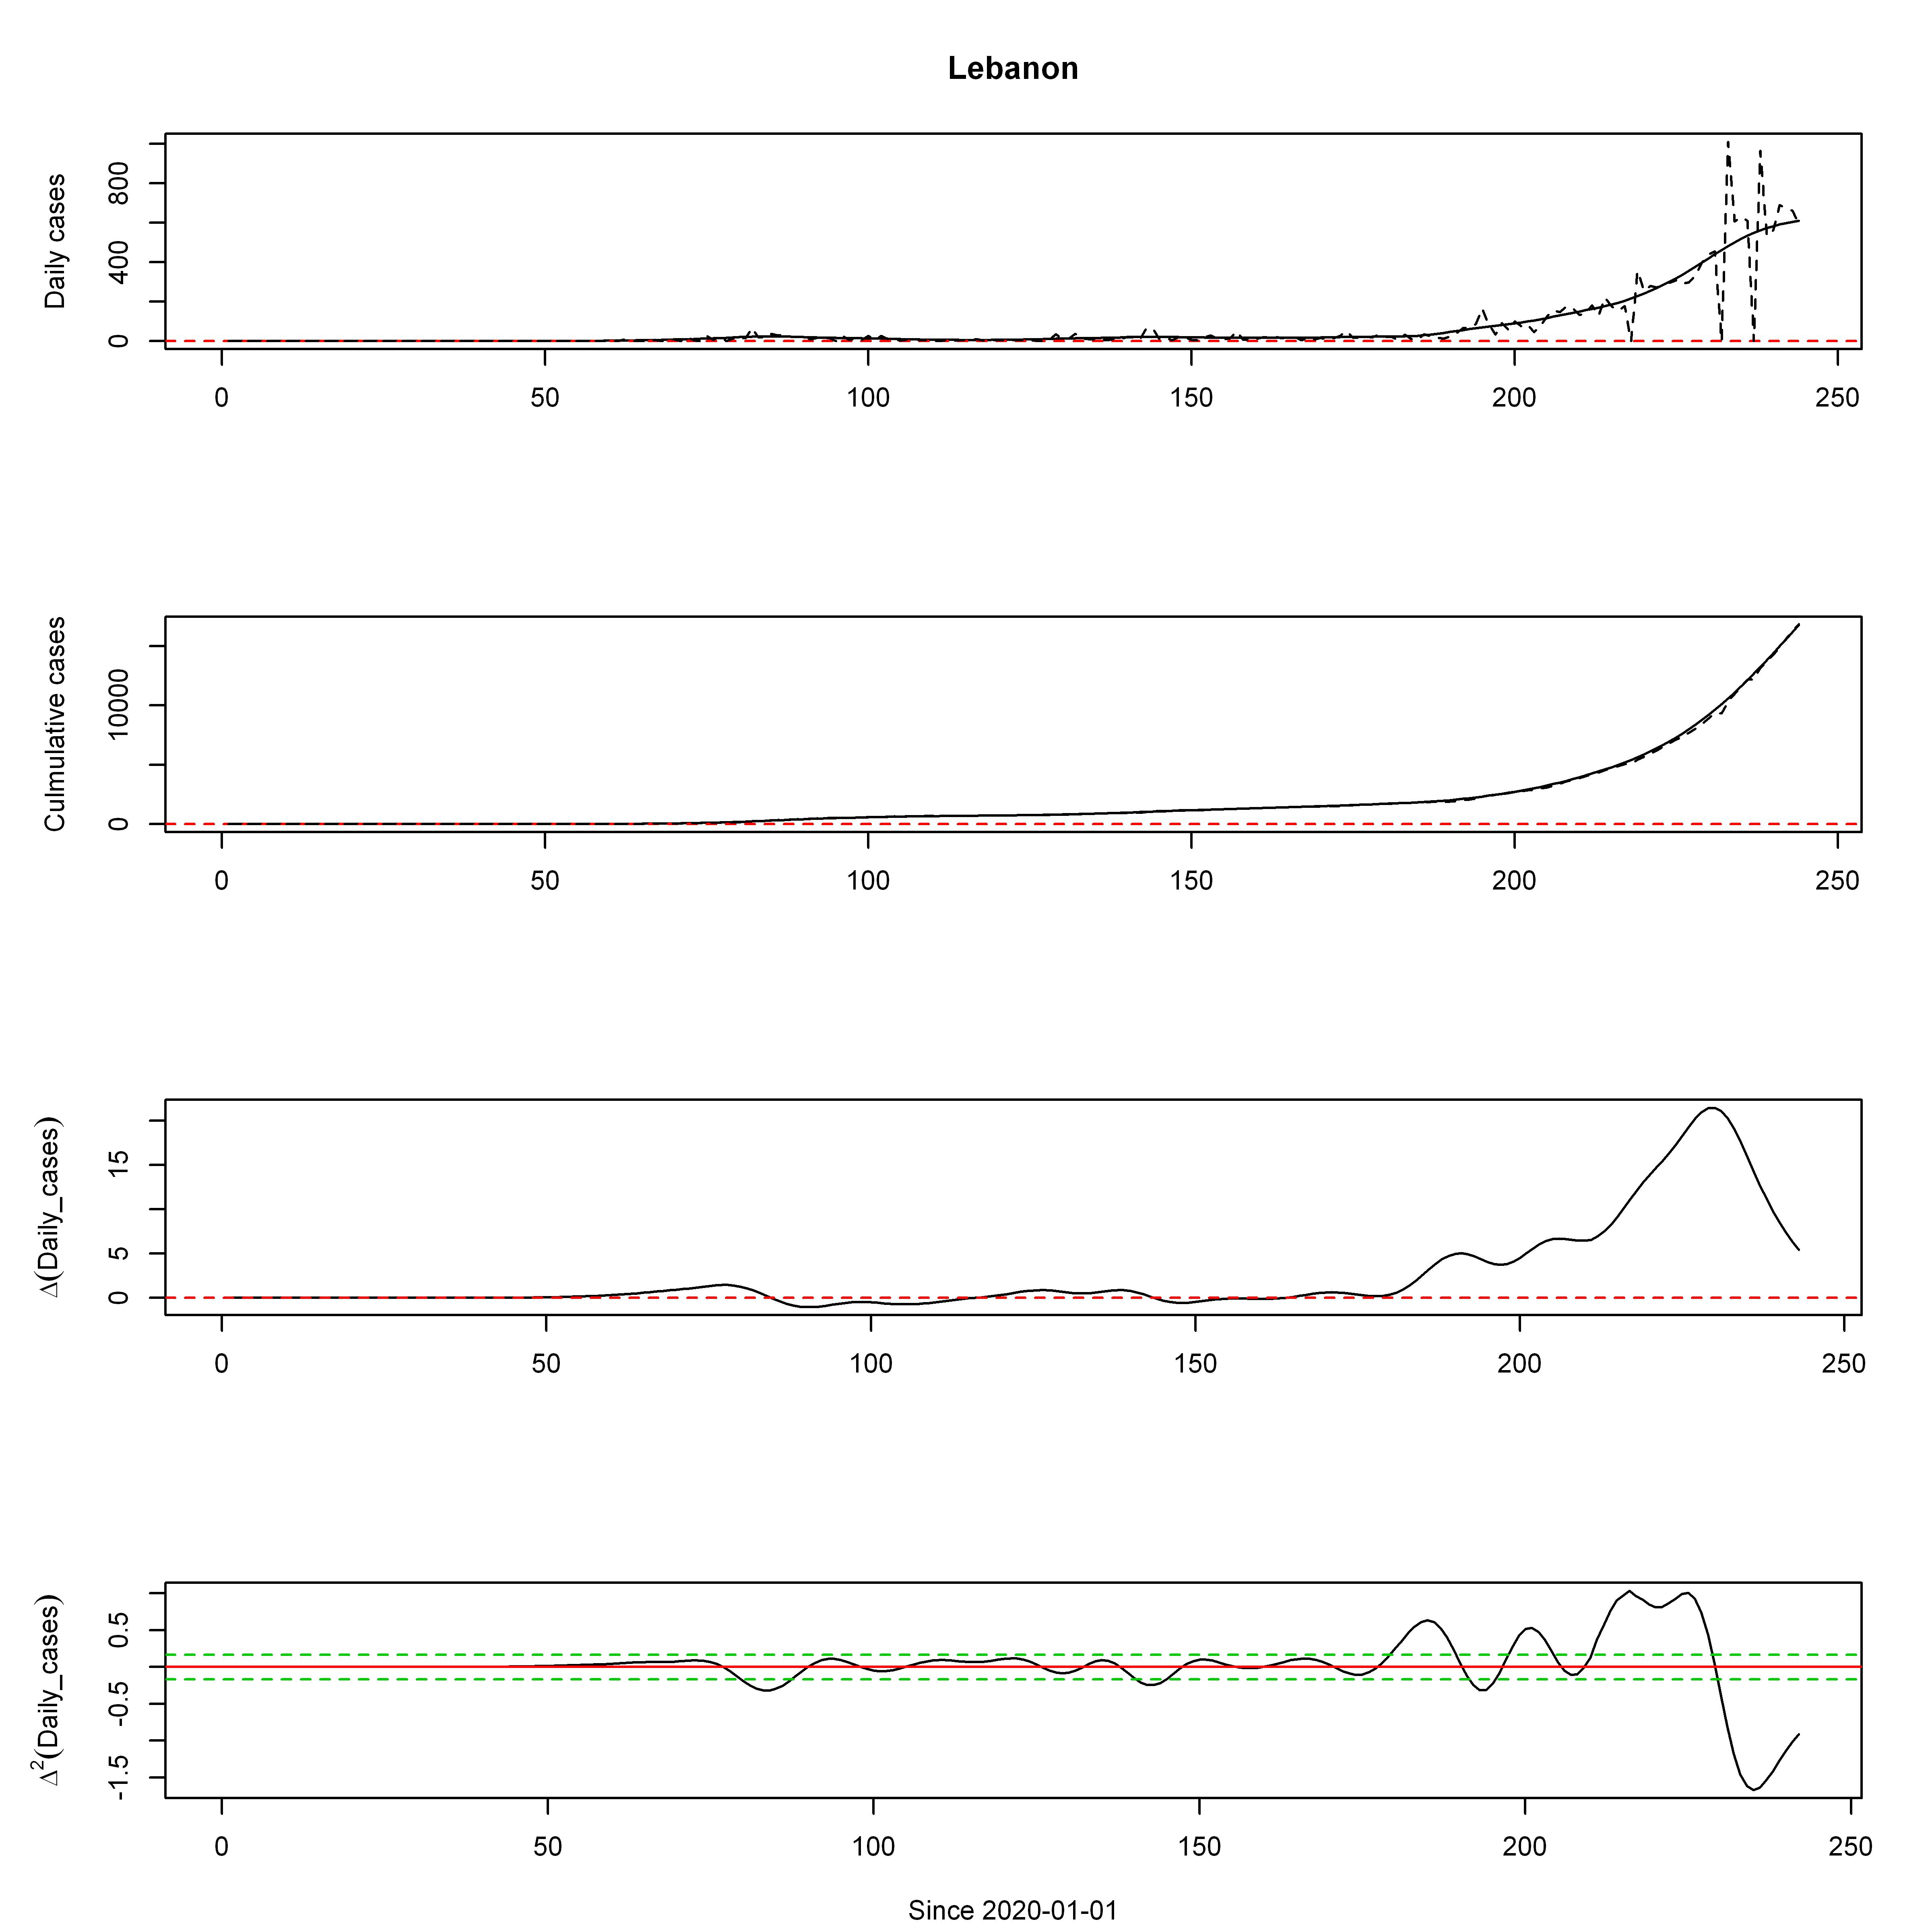 Lebanon
Daily cases
0 400 800
0 50 100 150 200 250
Culmulative cases
0 10000
0 50 100 150 200 250
Δ(Daily_cases)
0 5 15
0 50 100 150 200 250
Δ²(Daily_cases)
-1.5 -0.5 0.5
0 50 100 150 200 250
Since 2020-01-01